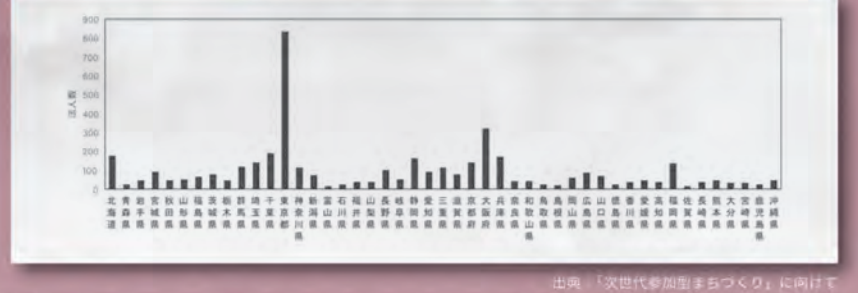 900
800
700
600
500
400
300
200
100
0
法人数
北海道
青森県
岩手県
宮城県
秋田県
山形県
福島県
茨城県
栃木県
群馬県
埼玉県
千葉県
東京都
神奈川県
新潟県
富山県
石川県
福井県
山梨県
長野県
岐阜県
静岡県
愛知県
三重県
滋賀県
京都府
大阪府
兵庫県
奈良県
和歌山県
鳥取県
島根県
岡山県
広島県
山口県
徳島県
香川県
愛媛県
高知県
福岡県
佐賀県
長崎県
熊本県
大分県
宮崎県
鹿児島県
沖縄県
出典：「次世代参加型まちづくり」に向けて